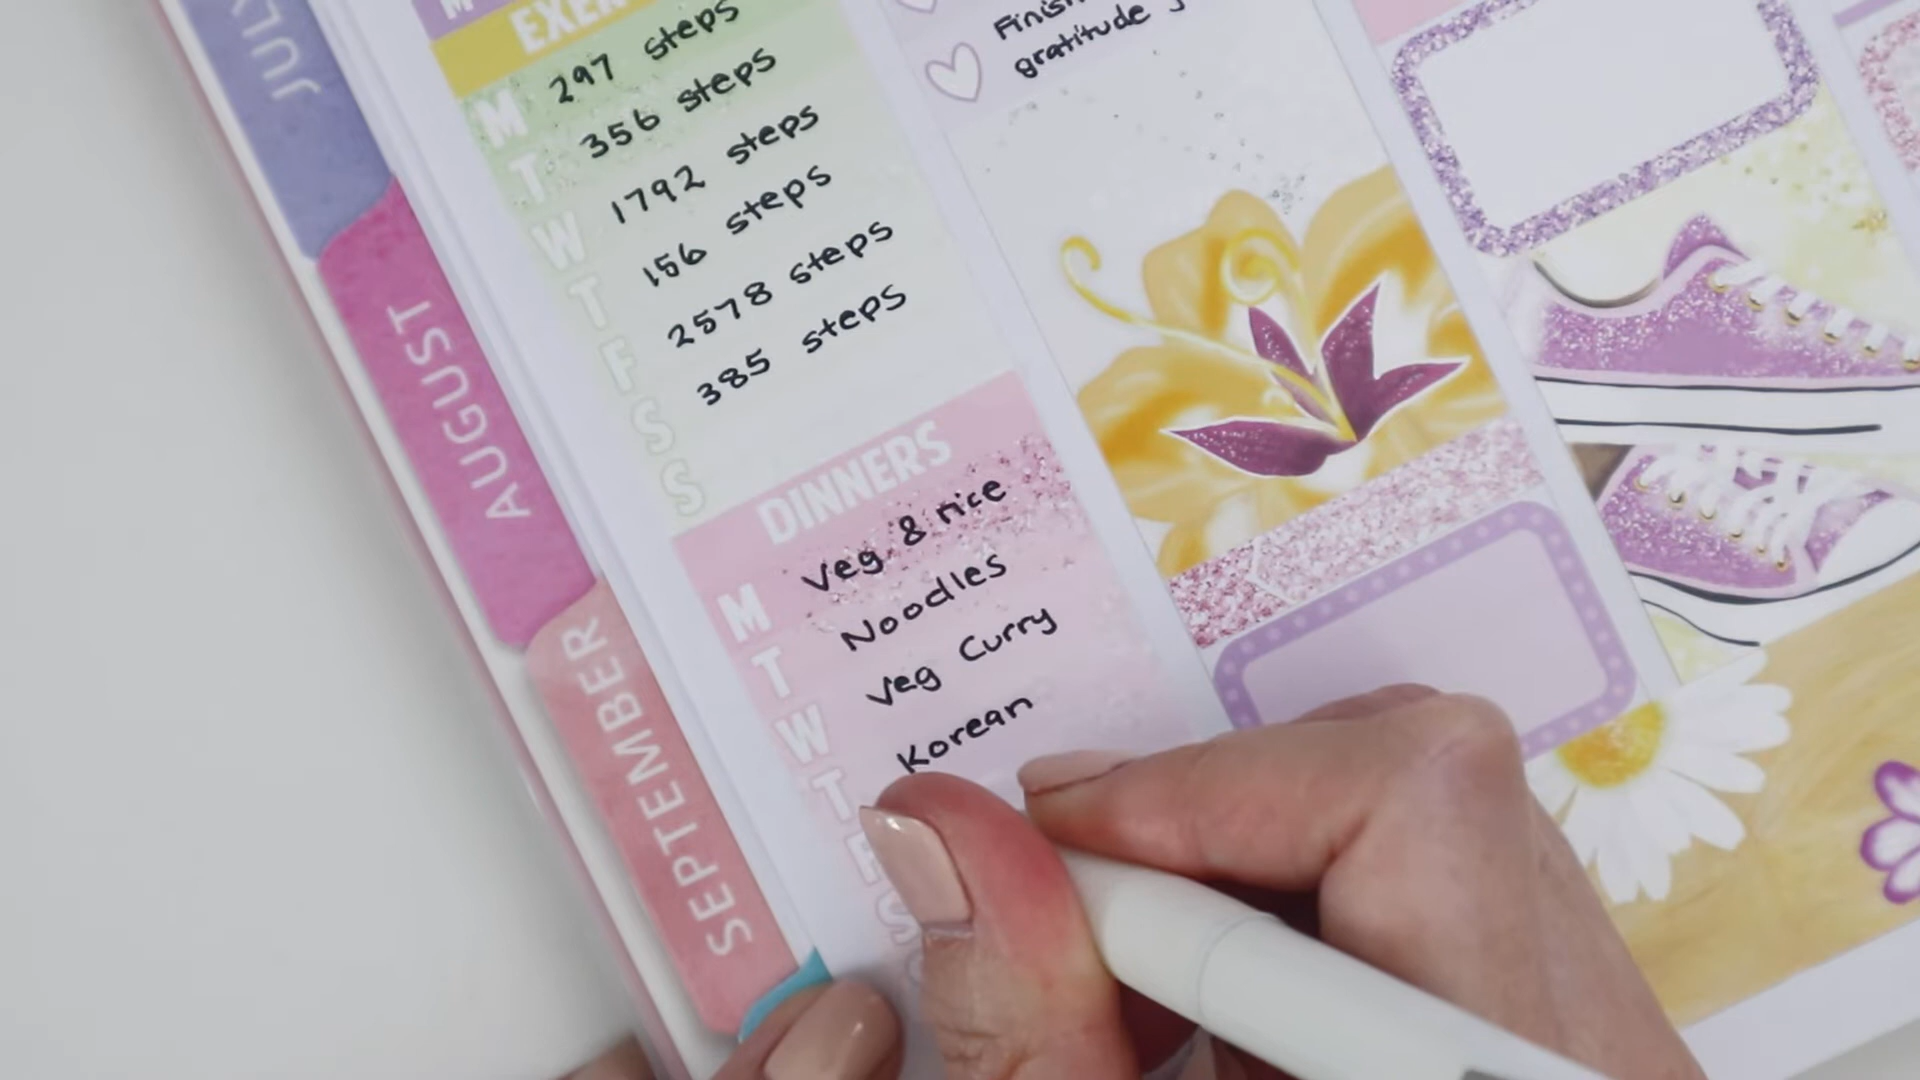 JULY
AUGUST
SEPTEMBER
M
297 steps
T
356 steps
W
1792 steps
T
156 steps
F
2578 steps
S
385 steps
S
DINNERS
M
Veg & rice
T
Noodles
W
Veg Curry
T
Korean
F
S
gratitude